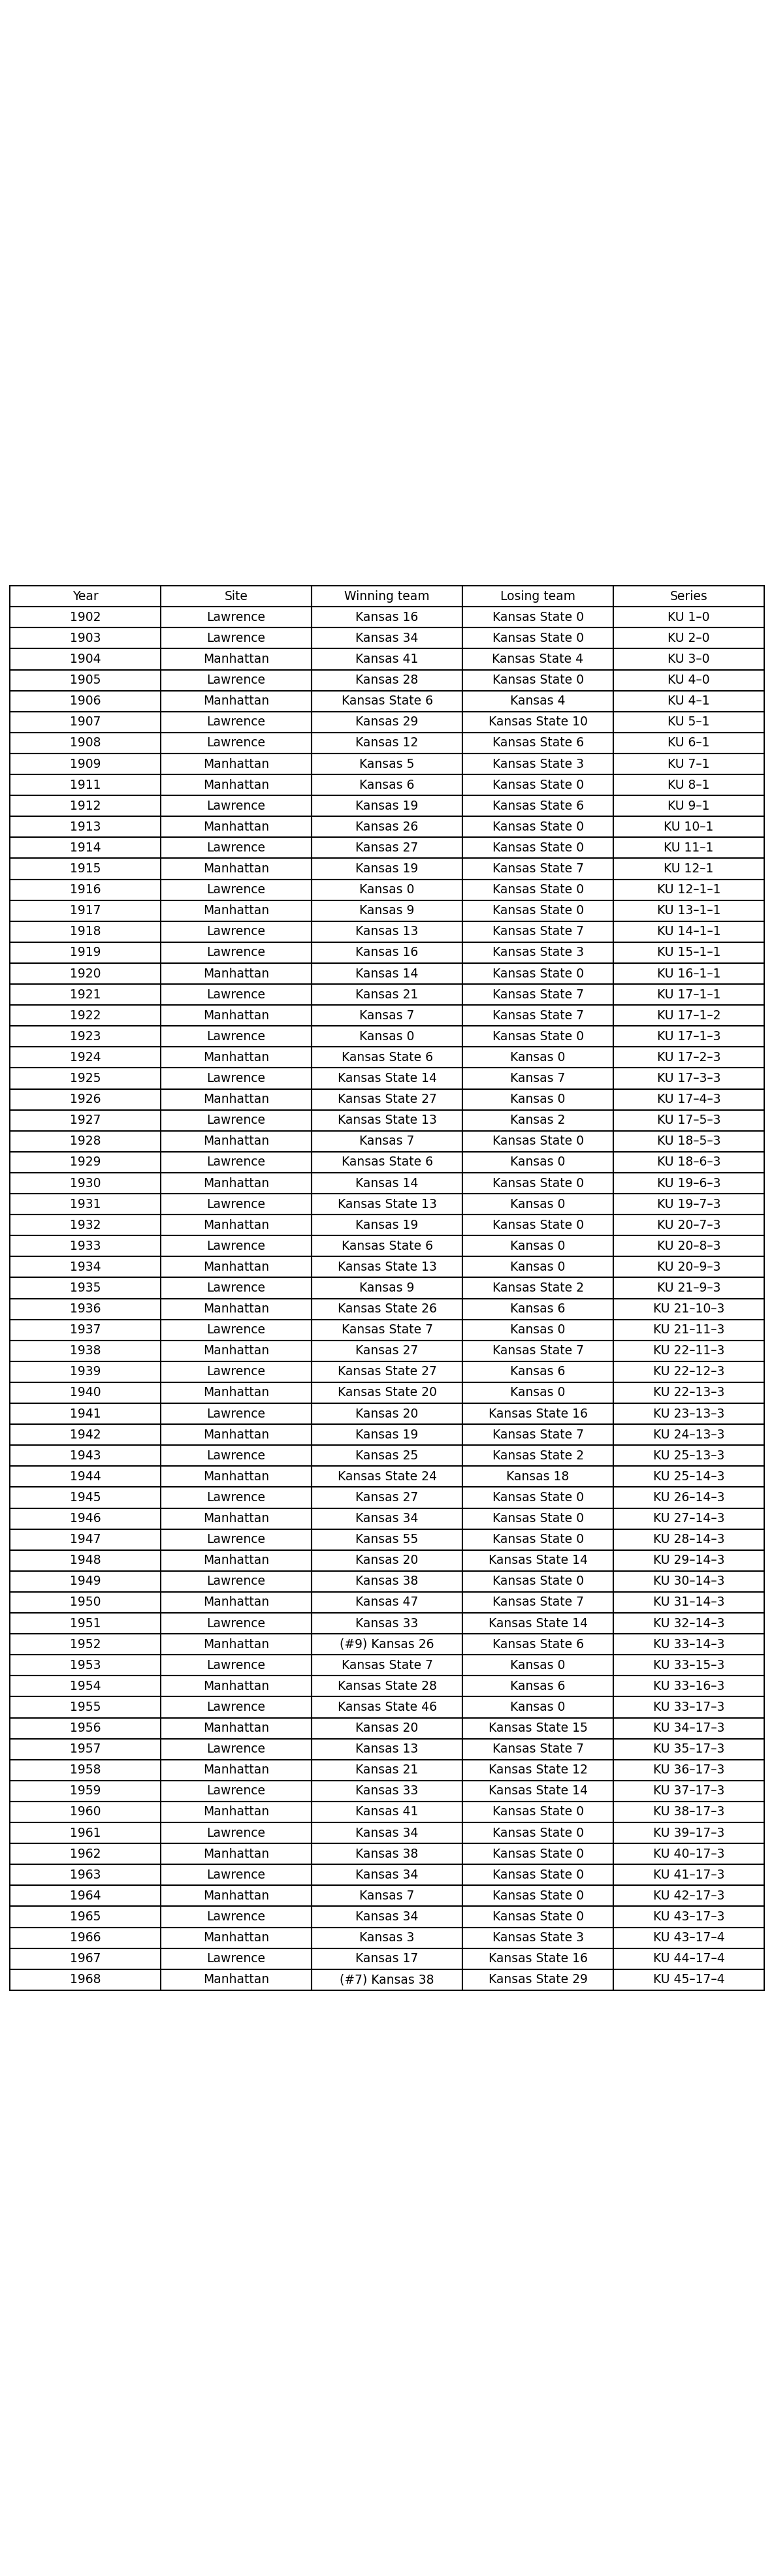 Year Site Winning team Losing team Series
1902 Lawrence Kansas 16 Kansas State 0 KU 1–0
1903 Lawrence Kansas 34 Kansas State 0 KU 2–0
1904 Manhattan Kansas 41 Kansas State 4 KU 3–0
1905 Lawrence Kansas 28 Kansas State 0 KU 4–0
1906 Manhattan Kansas State 6 Kansas 4 KU 4–1
1907 Lawrence Kansas 29 Kansas State 10 KU 5–1
1908 Lawrence Kansas 12 Kansas State 6 KU 6–1
1909 Manhattan Kansas 5 Kansas State 3 KU 7–1
1911 Manhattan Kansas 6 Kansas State 0 KU 8–1
1912 Lawrence Kansas 19 Kansas State 6 KU 9–1
1913 Manhattan Kansas 26 Kansas State 0 KU 10–1
1914 Lawrence Kansas 27 Kansas State 0 KU 11–1
1915 Manhattan Kansas 19 Kansas State 7 KU 12–1
1916 Lawrence Kansas 0 Kansas State 0 KU 12–1–1
1917 Manhattan Kansas 9 Kansas State 0 KU 13–1–1
1918 Lawrence Kansas 13 Kansas State 7 KU 14–1–1
1919 Lawrence Kansas 16 Kansas State 3 KU 15–1–1
1920 Manhattan Kansas 14 Kansas State 0 KU 16–1–1
1921 Lawrence Kansas 21 Kansas State 7 KU 17–1–1
1922 Manhattan Kansas 7 Kansas State 7 KU 17–1–2
1923 Lawrence Kansas 0 Kansas State 0 KU 17–1–3
1924 Manhattan Kansas State 6 Kansas 0 KU 17–2–3
1925 Lawrence Kansas State 14 Kansas 7 KU 17–3–3
1926 Manhattan Kansas State 27 Kansas 0 KU 17–4–3
1927 Lawrence Kansas State 13 Kansas 2 KU 17–5–3
1928 Manhattan Kansas 7 Kansas State 0 KU 18–5–3
1929 Lawrence Kansas State 6 Kansas 0 KU 18–6–3
1930 Manhattan Kansas 14 Kansas State 0 KU 19–6–3
1931 Lawrence Kansas State 13 Kansas 0 KU 19–7–3
1932 Manhattan Kansas 19 Kansas State 0 KU 20–7–3
1933 Lawrence Kansas State 6 Kansas 0 KU 20–8–3
1934 Manhattan Kansas State 13 Kansas 0 KU 20–9–3
1935 Lawrence Kansas 9 Kansas State 2 KU 21–9–3
1936 Manhattan Kansas State 26 Kansas 6 KU 21–10–3
1937 Lawrence Kansas State 7 Kansas 0 KU 21–11–3
1938 Manhattan Kansas 27 Kansas State 7 KU 22–11–3
1939 Lawrence Kansas State 27 Kansas 6 KU 22–12–3
1940 Manhattan Kansas State 20 Kansas 0 KU 22–13–3
1941 Lawrence Kansas 20 Kansas State 16 KU 23–13–3
1942 Manhattan Kansas 19 Kansas State 7 KU 24–13–3
1943 Lawrence Kansas 25 Kansas State 2 KU 25–13–3
1944 Manhattan Kansas State 24 Kansas 18 KU 25–14–3
1945 Lawrence Kansas 27 Kansas State 0 KU 26–14–3
1946 Manhattan Kansas 34 Kansas State 0 KU 27–14–3
1947 Lawrence Kansas 55 Kansas State 0 KU 28–14–3
1948 Manhattan Kansas 20 Kansas State 14 KU 29–14–3
1949 Lawrence Kansas 38 Kansas State 0 KU 30–14–3
1950 Manhattan Kansas 47 Kansas State 7 KU 31–14–3
1951 Lawrence Kansas 33 Kansas State 14 KU 32–14–3
1952 Manhattan (#9) Kansas 26 Kansas State 6 KU 33–14–3
1953 Lawrence Kansas State 7 Kansas 0 KU 33–15–3
1954 Manhattan Kansas State 28 Kansas 6 KU 33–16–3
1955 Lawrence Kansas State 46 Kansas 0 KU 33–17–3
1956 Manhattan Kansas 20 Kansas State 15 KU 34–17–3
1957 Lawrence Kansas 13 Kansas State 7 KU 35–17–3
1958 Manhattan Kansas 21 Kansas State 12 KU 36–17–3
1959 Lawrence Kansas 33 Kansas State 14 KU 37–17–3
1960 Manhattan Kansas 41 Kansas State 0 KU 38–17–3
1961 Lawrence Kansas 34 Kansas State 0 KU 39–17–3
1962 Manhattan Kansas 38 Kansas State 0 KU 40–17–3
1963 Lawrence Kansas 34 Kansas State 0 KU 41–17–3
1964 Manhattan Kansas 7 Kansas State 0 KU 42–17–3
1965 Lawrence Kansas 34 Kansas State 0 KU 43–17–3
1966 Manhattan Kansas 3 Kansas State 3 KU 43–17–4
1967 Lawrence Kansas 17 Kansas State 16 KU 44–17–4
1968 Manhattan (#7) Kansas 38 Kansas State 29 KU 45–17–4